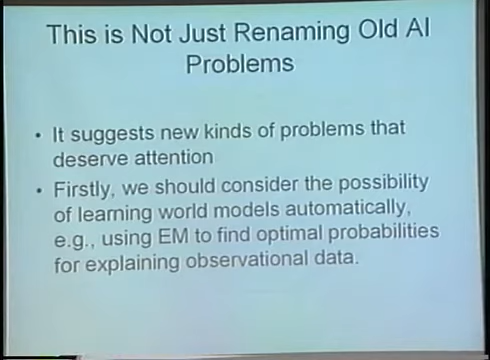 This is Not Just Renaming Old AI
Problems
• It suggests new kinds of problems that
deserve attention
• Firstly, we should consider the possibility
of learning world models automatically,
e.g., using EM to find optimal probabilities
for explaining observational data.